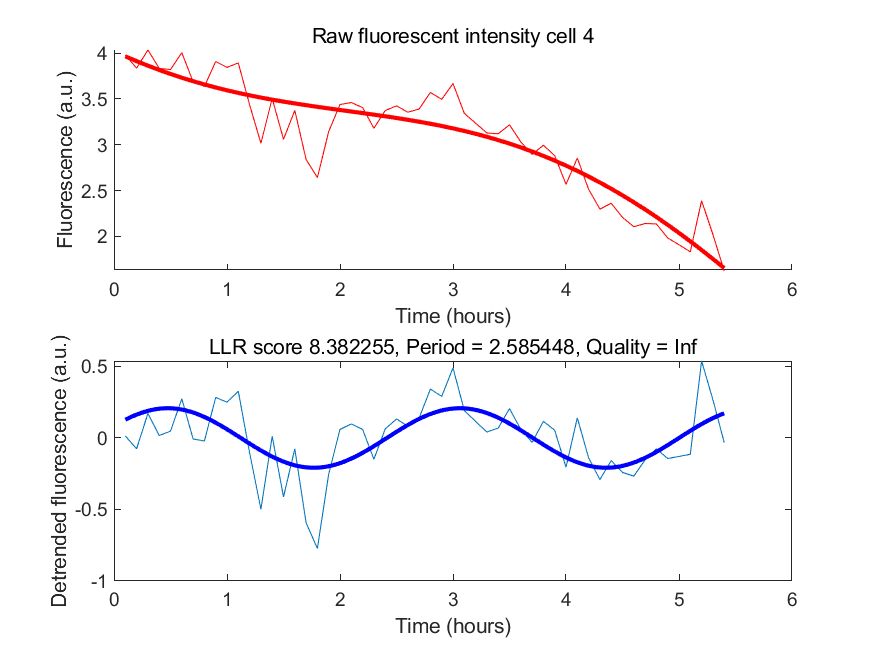 Raw fluorescent intensity cell 4
4
3.5
3
2.5
2
Fluorescence (a.u.)
0 1 2 3 4 5 6
Time (hours)
LLR score 8.382255, Period = 2.585448, Quality = Inf
0.5
0
-0.5
-1
Detrended fluorescence (a.u.)
0 1 2 3 4 5 6
Time (hours)